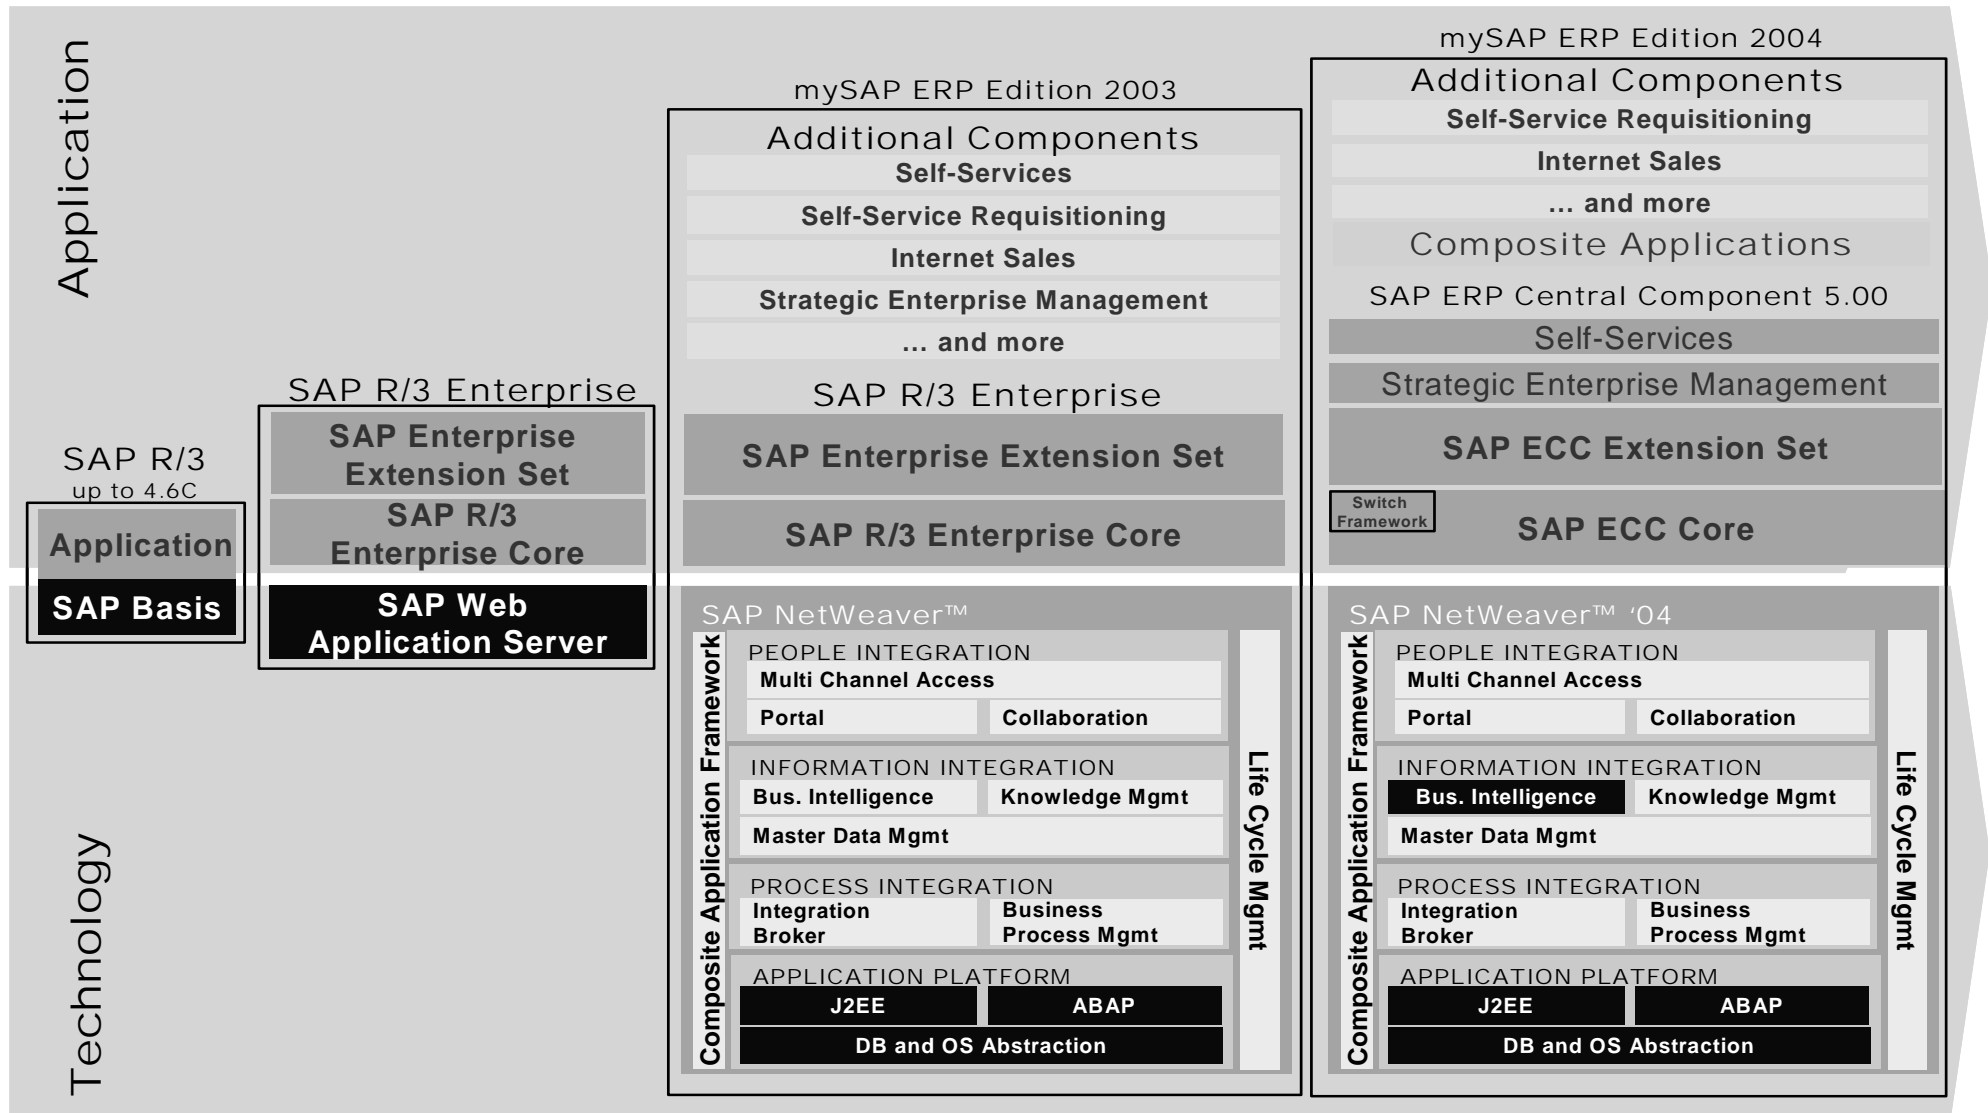 Application
Technology
SAP R/3
up to 4.6C
Application
SAP Basis
SAP R/3 Enterprise
SAP Enterprise
Extension Set
SAP R/3
Enterprise Core
SAP Web
Application Server
mySAP ERP Edition 2003
Additional Components
Self-Services
Self-Service Requisitioning
Internet Sales
Strategic Enterprise Management
... and more
SAP R/3 Enterprise
SAP Enterprise Extension Set
SAP R/3 Enterprise Core
SAP NetWeaver™
Composite Application Framework
PEOPLE INTEGRATION
Multi Channel Access
Portal
Collaboration
INFORMATION INTEGRATION
Bus. Intelligence
Knowledge Mgmt
Master Data Mgmt
PROCESS INTEGRATION
Integration
Broker
Business
Process Mgmt
APPLICATION PLATFORM
J2EE
ABAP
DB and OS Abstraction
Life Cycle Mgmt
mySAP ERP Edition 2004
Additional Components
Self-Service Requisitioning
Internet Sales
... and more
Composite Applications
SAP ERP Central Component 5.00
Self-Services
Strategic Enterprise Management
SAP ECC Extension Set
Switch
Framework
SAP ECC Core
SAP NetWeaver™ ‘04
Composite Application Framework
PEOPLE INTEGRATION
Multi Channel Access
Portal
Collaboration
INFORMATION INTEGRATION
Bus. Intelligence
Knowledge Mgmt
Master Data Mgmt
PROCESS INTEGRATION
Integration
Broker
Business
Process Mgmt
APPLICATION PLATFORM
J2EE
ABAP
DB and OS Abstraction
Life Cycle Mgmt